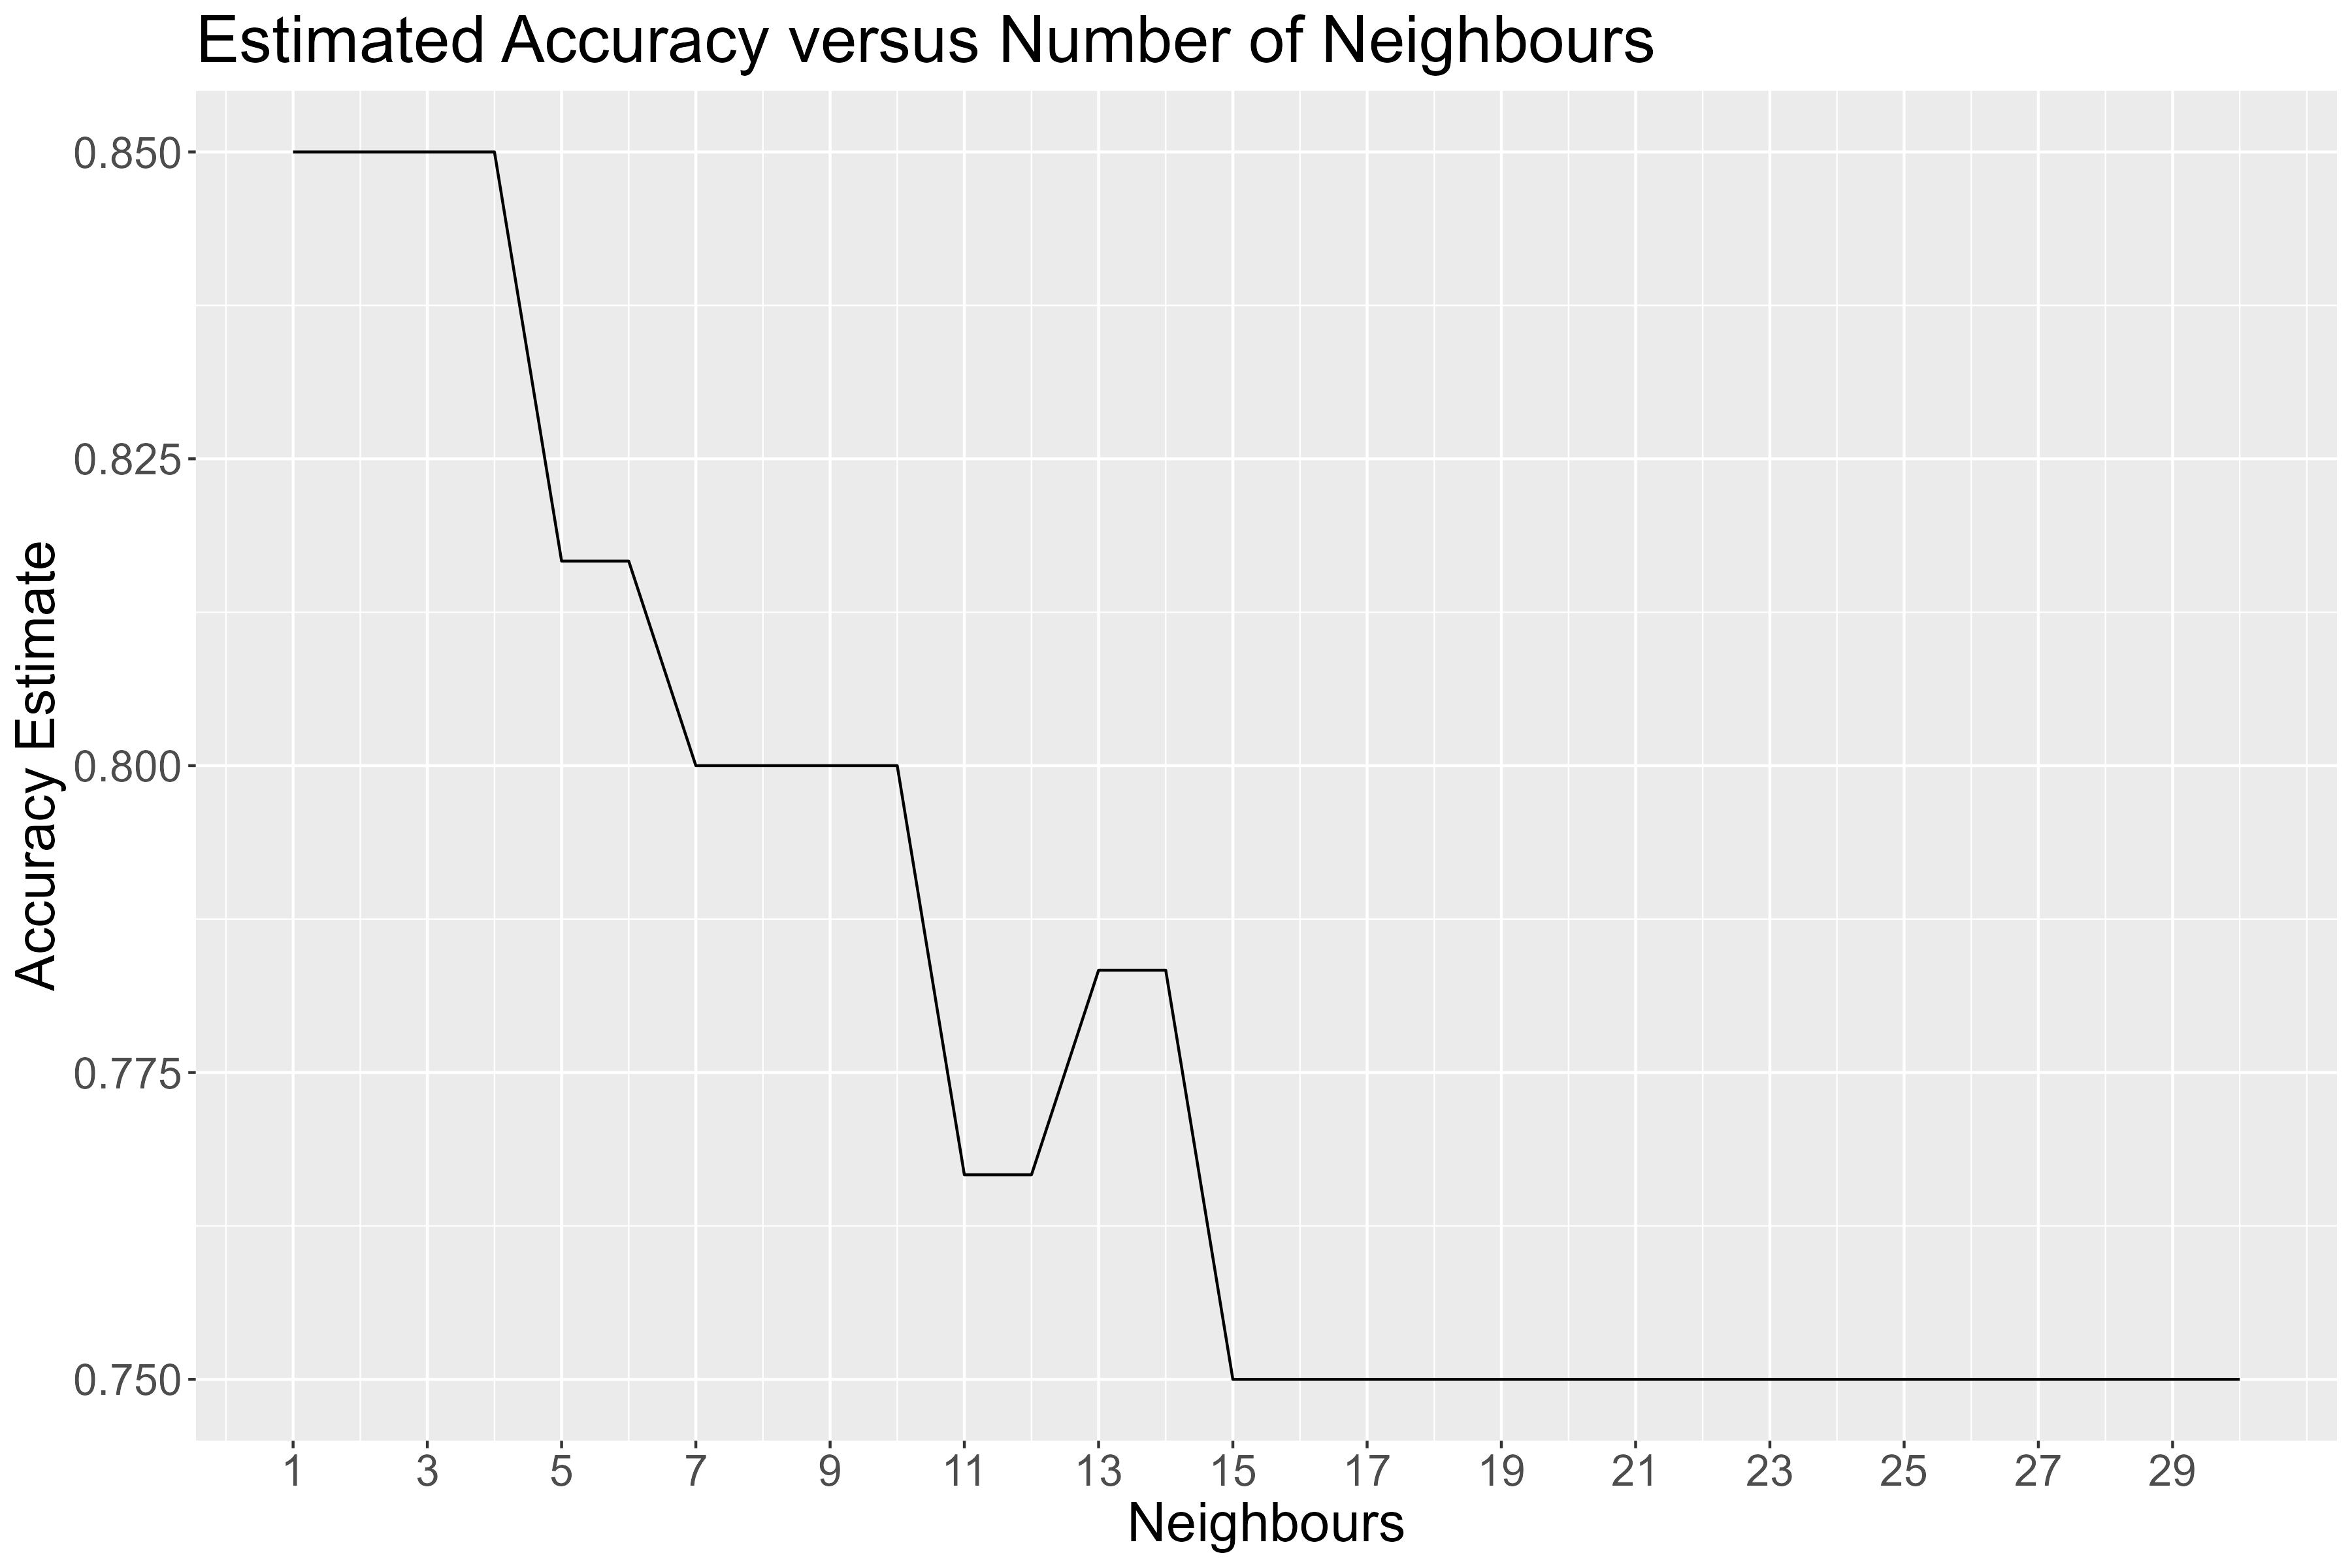 Estimated Accuracy versus Number of Neighbours
Accuracy Estimate
0.850
0.825
0.800
0.775
0.750
1 3 5 7 9 11 13 15 17 19 21 23 25 27 29
Neighbours